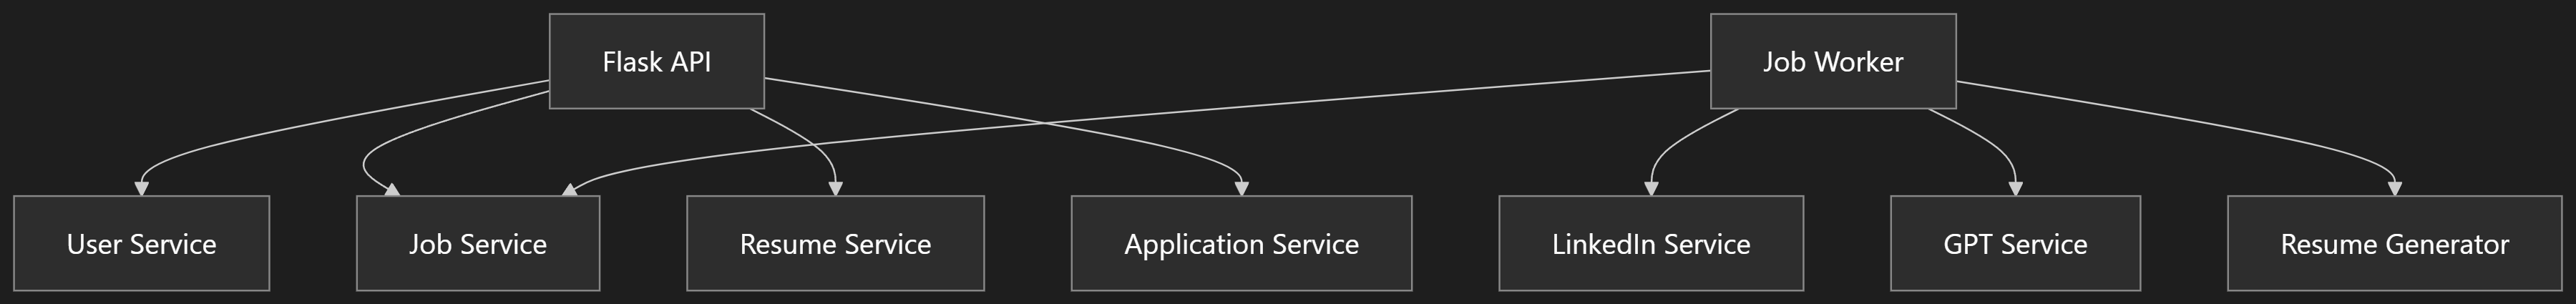 Flask API
Job Worker
User Service
Job Service
Resume Service
Application Service
LinkedIn Service
GPT Service
Resume Generator